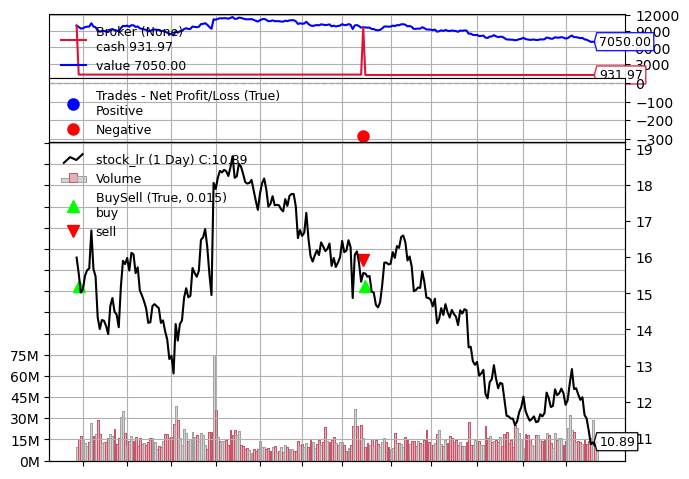 Broker (None)
cash 931.97
value 7050.00
12000
9000
6000
3000
7050.00
931.97
0
Trades - Net Profit/Loss (True)
Positive
Negative
−100
−200
−300
stock_lr (1 Day) C:10.89
Volume
BuySell (True, 0.015)
buy
sell
19
18
17
16
15
14
13
12
11
10.89
75M
60M
45M
30M
15M
0M